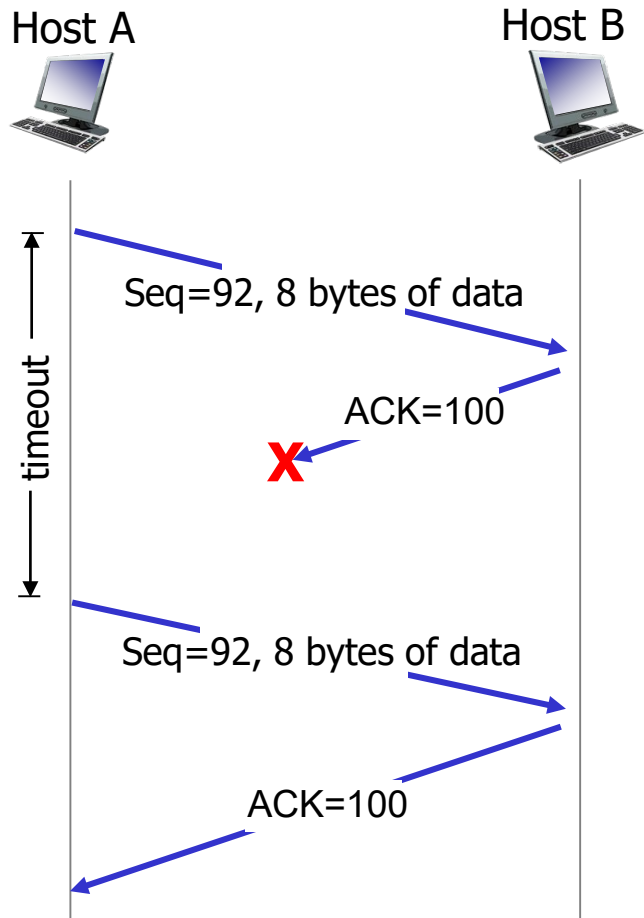 Host A
Host B
Seq=92, 8 bytes of data
ACK=100
X
timeout
Seq=92, 8 bytes of data
ACK=100